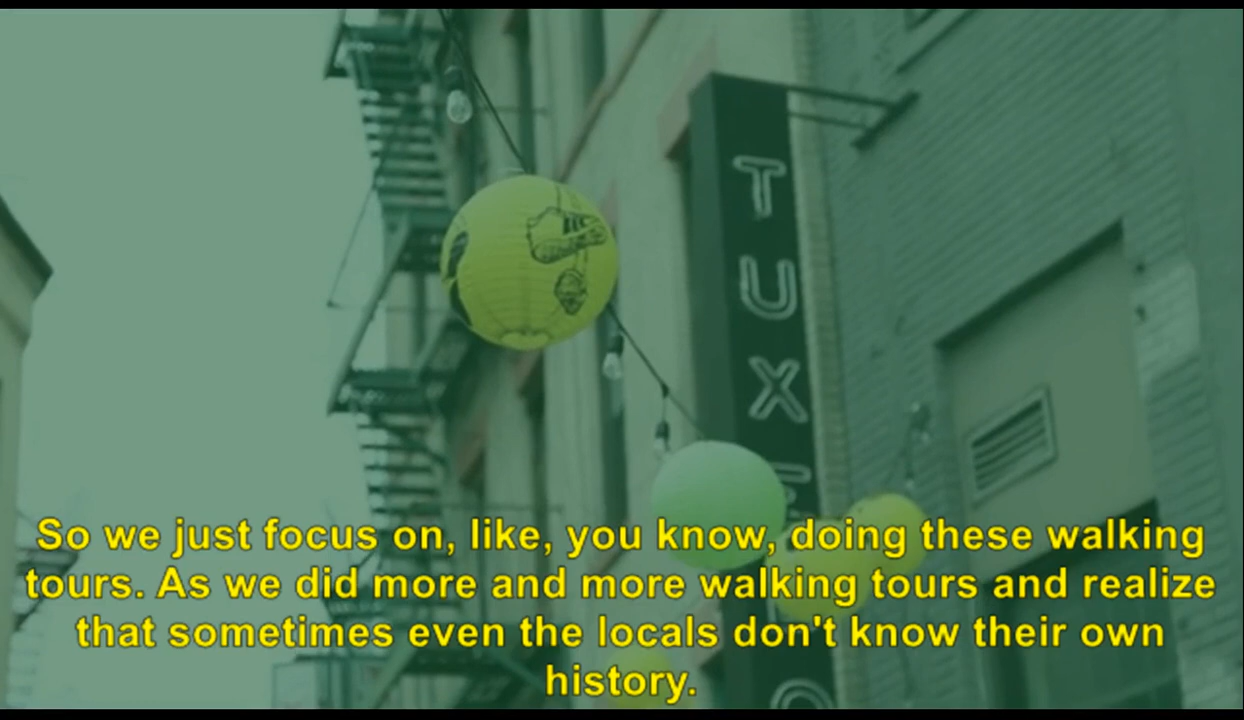 TUXEDO
So we just focus on, like, you know, doing these walking
tours. As we did more and more walking tours and realize
that sometimes even the locals don't know their own
history.